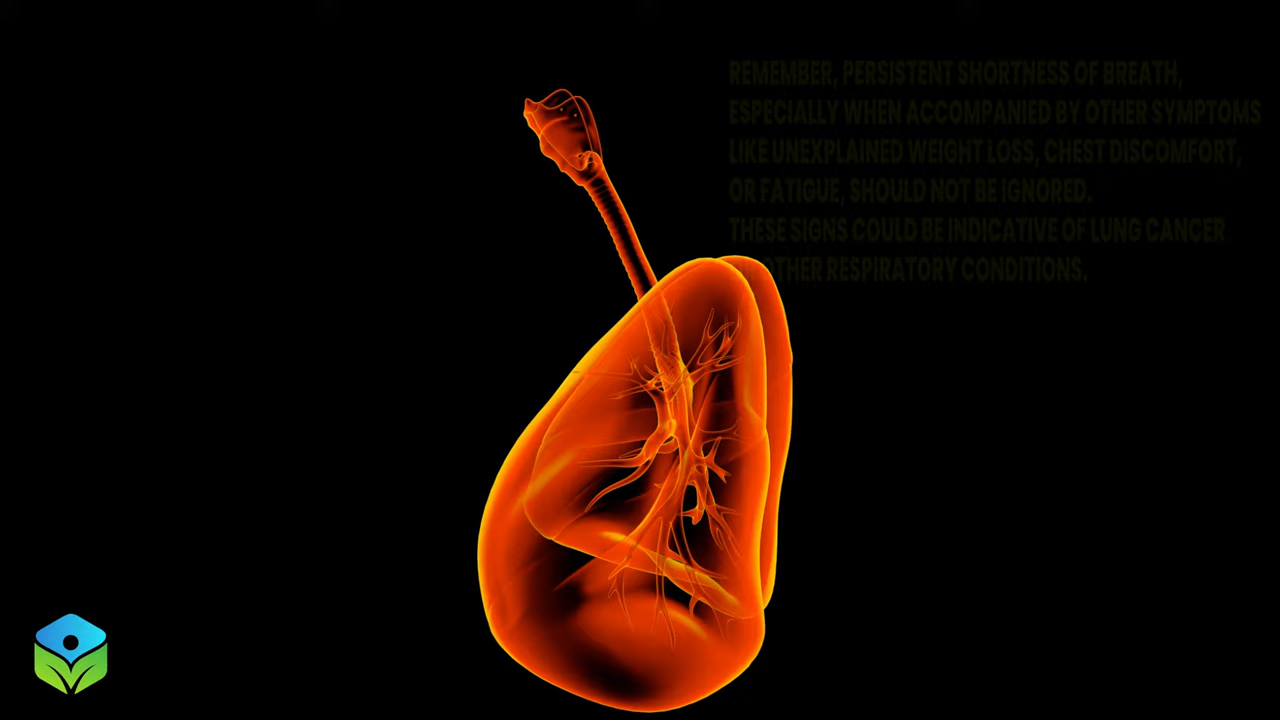 REMEMBER, PERSISTENT SHORTNESS OF BREATH,
ESPECIALLY WHEN ACCOMPANIED BY OTHER SYMPTOMS
LIKE UNEXPLAINED WEIGHT LOSS, CHEST DISCOMFORT,
OR FATIGUE, SHOULD NOT BE IGNORED.
THESE SIGNS COULD BE INDICATIVE OF LUNG CANCER
OTHER RESPIRATORY CONDITIONS.